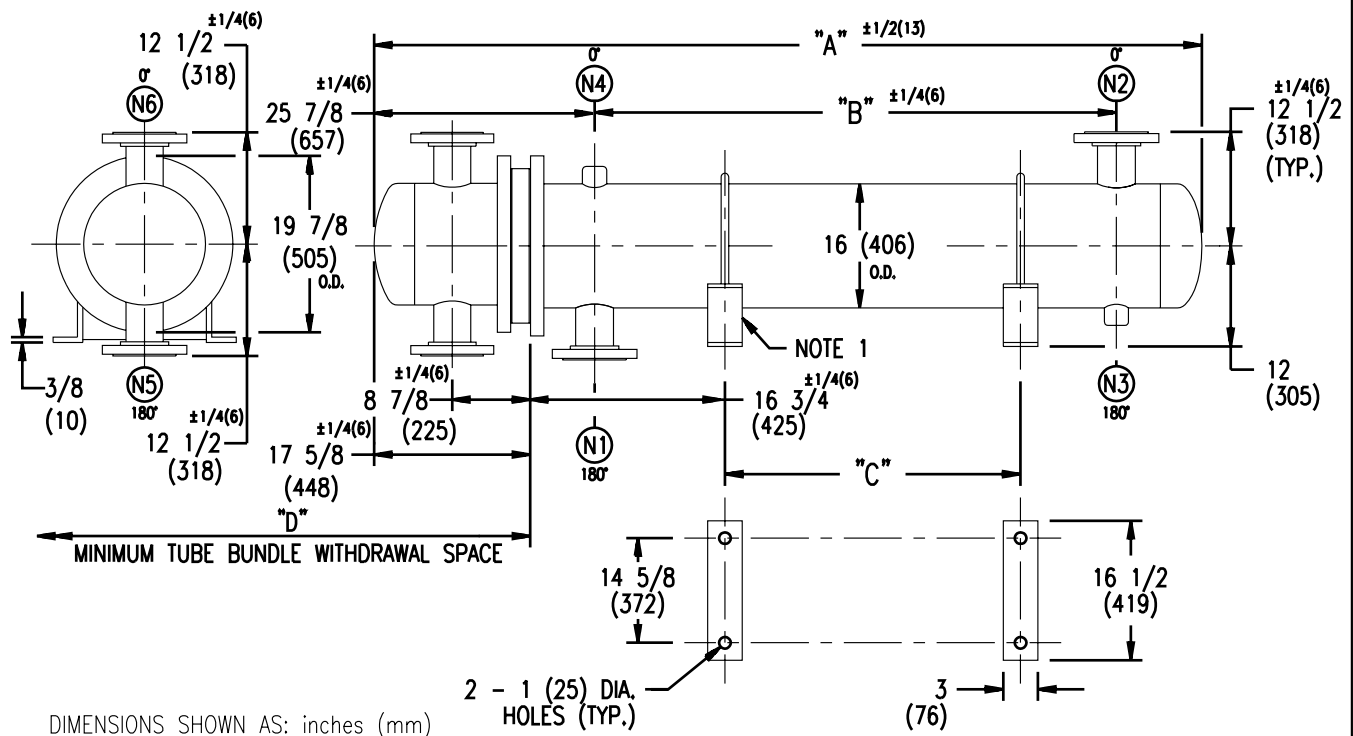 ±1/4(6)
12 1/2
(318)
0°
N6
±1/4(6)
25 7/8
(657)
"A" ±1/2(13)
0°
N4
"B" ±1/4(6)
0°
N2
±1/4(6)
12 1/2
(318)
(TYP.)
19 7/8
(505)
O.D.
16 (406)
O.D.
NOTE 1
3/8
(10)
N5
180°
±1/4(6)
12 1/2
(318)
±1/4(6)
8 7/8
(225)
±1/4(6)
17 5/8
(448)
±1/4(6)
16 3/4
(425)
N1
180°
N3
180°
12
(305)
"C"
"D"
MINIMUM TUBE BUNDLE WITHDRAWAL SPACE
14 5/8
(372)
16 1/2
(419)
2 - 1 (25) DIA.
HOLES (TYP.)
3
(76)
DIMENSIONS SHOWN AS: inches (mm)